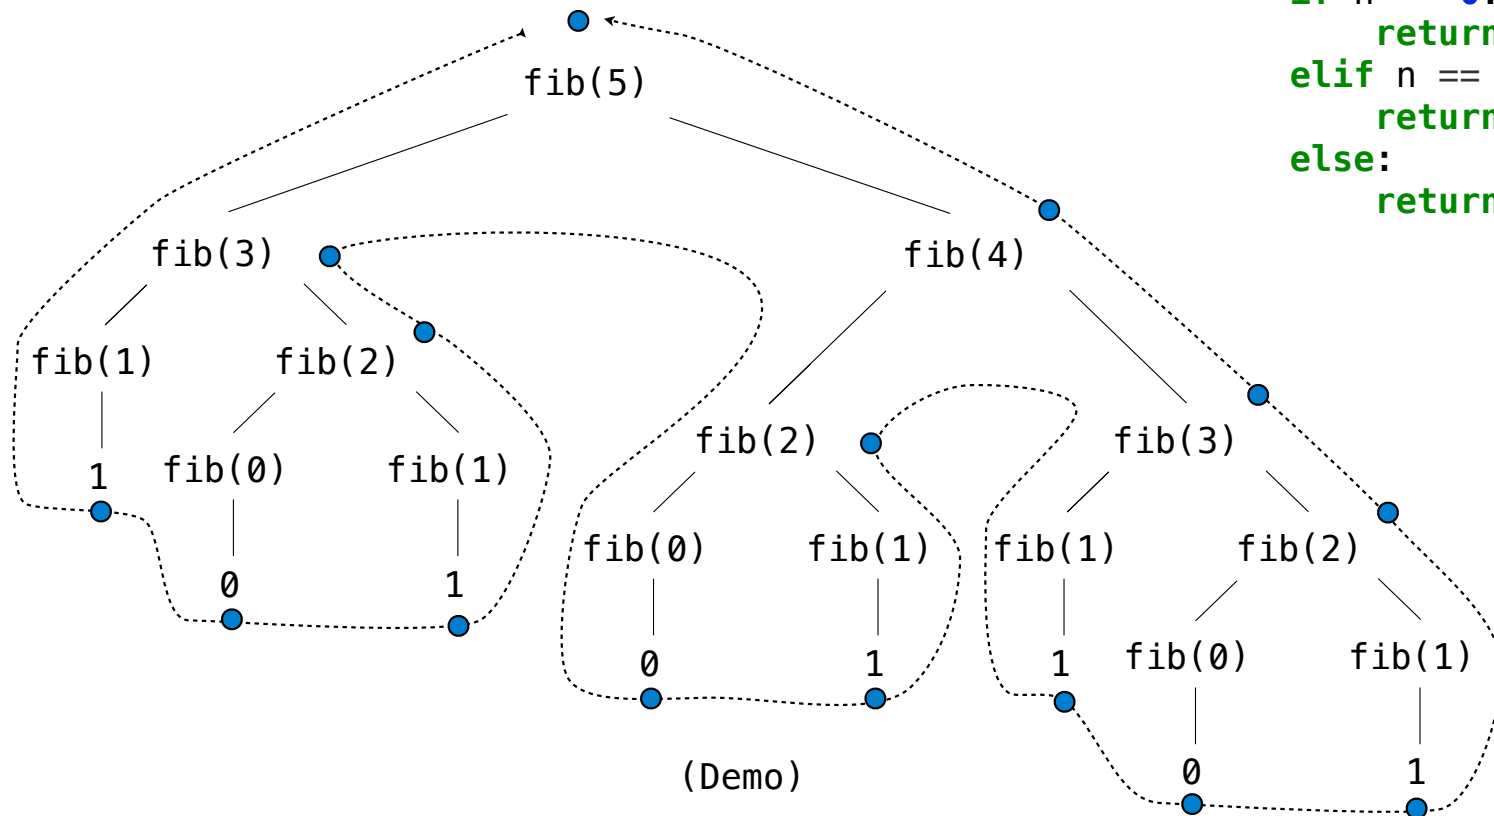 return
elif n ==
return
else:
return
fib(5)
fib(3)
fib(4)
fib(1)
fib(2)
fib(2)
fib(3)
1
fib(0)
fib(1)
fib(0)
fib(1)
fib(1)
fib(2)
0
1
0
1
1
fib(0)
fib(1)
(Demo)
0
1